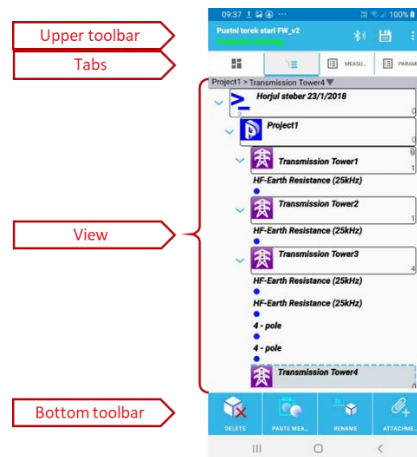 Upper toolbar
Tabs
View
Bottom toolbar
09:37
100%
Pustni torek stari FW_v2
MEASU...
PARAM
Project1 > Transmission Tower4▼
Horjul steber 23/1/2018
0
Project1
0
Transmission Tower1
1
HF-Earth Resistance (25kHz)
Transmission Tower2
1
HF-Earth Resistance (25kHz)
Transmission Tower3
4
HF-Earth Resistance (25kHz)
HF-Earth Resistance (25kHz)
4 - pole
4 - pole
Transmission Tower4
0
DELETE
PASTE MEA...
RENAME
ATTACHME...